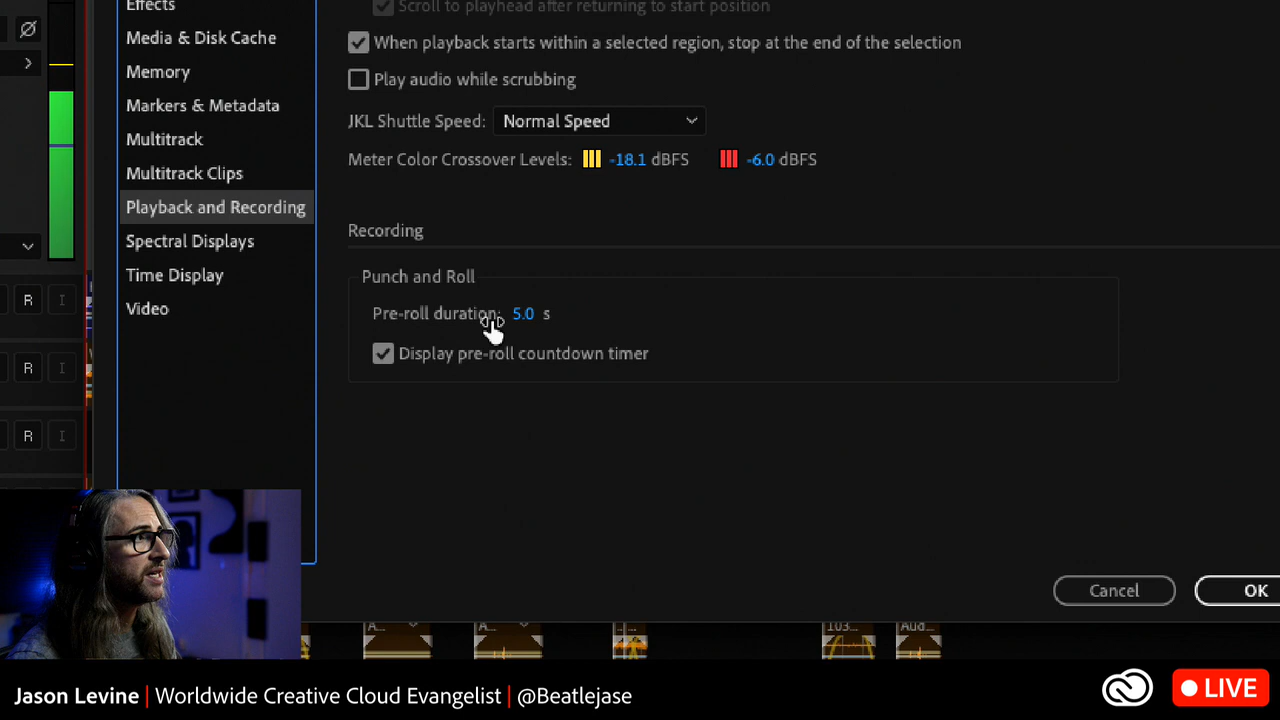 Effects
Media & Disk Cache
Memory
Markers & Metadata
Multitrack
Multitrack Clips
Playback and Recording
Spectral Displays
Time Display
Video
Scroll to playhead after returning to start position
When playback starts within a selected region, stop at the end of the selection
Play audio while scrubbing
JKL Shuttle Speed: Normal Speed
Meter Color Crossover Levels: -18.1 dBFS -6.0 dBFS
Recording
Punch and Roll
Pre-roll duration: 5.0 s
Display pre-roll countdown timer
R I
R I
R I
Cancel OK
A... A... 103... Aud...
Jason Levine | Worldwide Creative Cloud Evangelist | @Beatlejase
LIVE